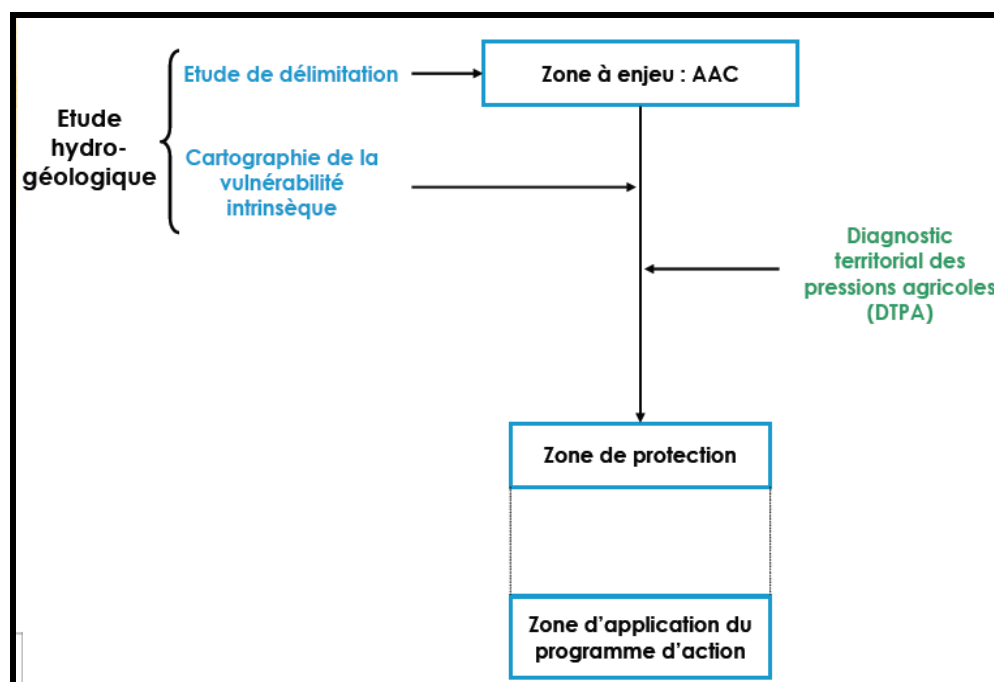 Etude de délimitation
Zone à enjeu : AAC
Etude
hydro-
géologique
Cartographie de la
vulnérabilité
intrinsèque
Diagnostic
territorial des
pressions agricoles
(DTPA)
Zone de protection
Zone d'application du
programme d'action